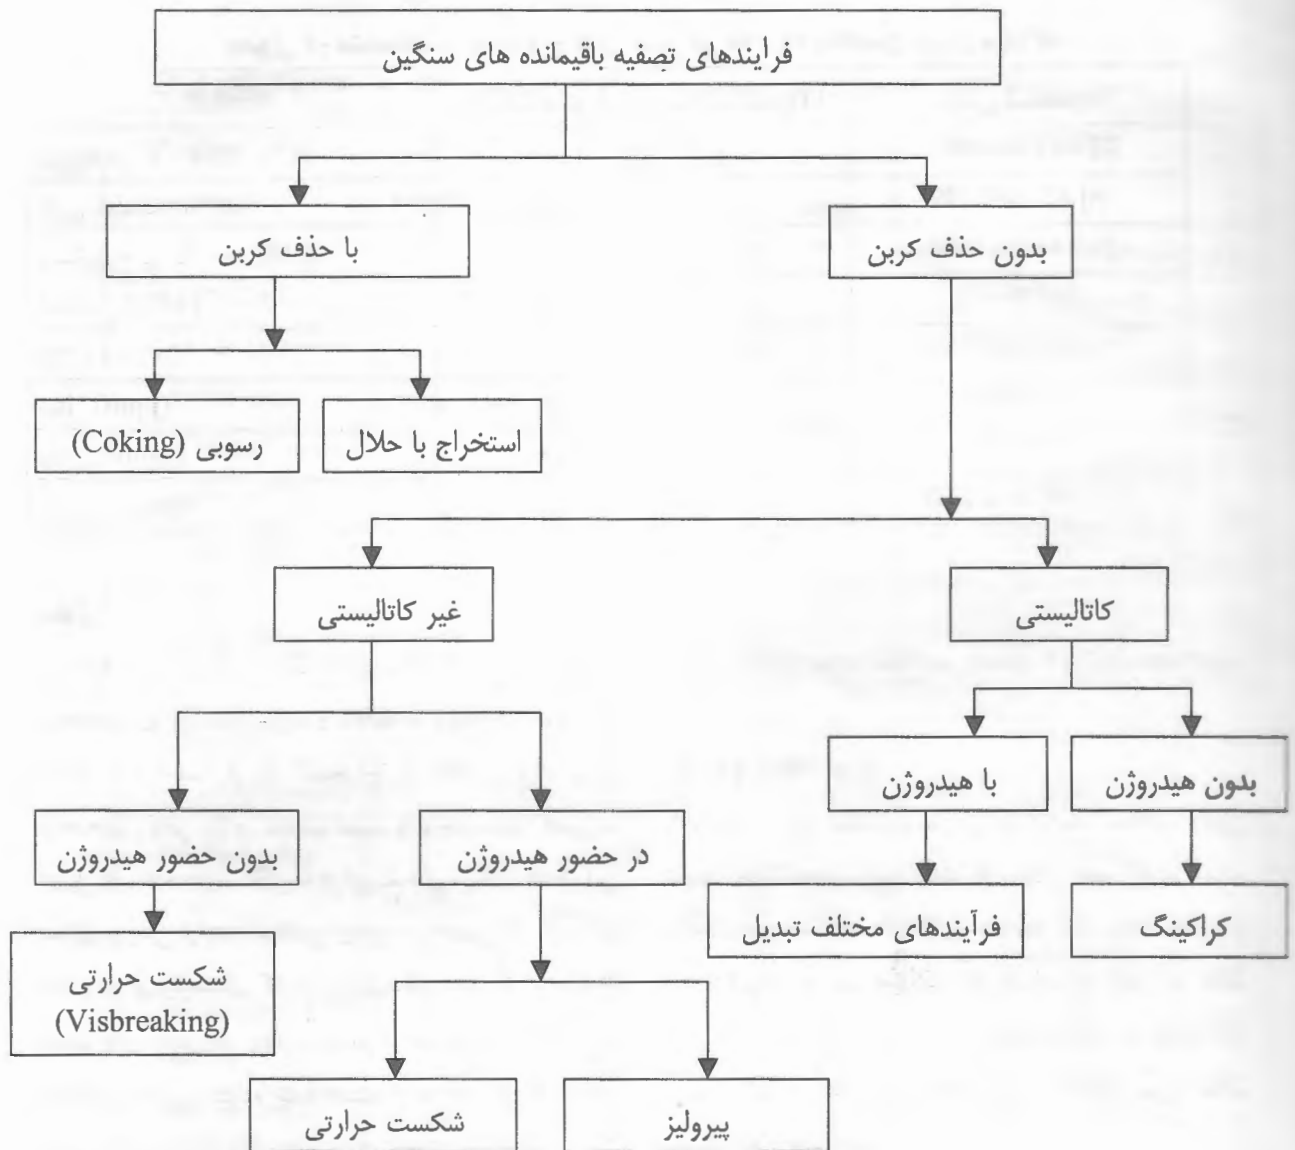 فرآیندهای تصفیه باقیمانده های سنگین
بدون حذف کربن
با حذف کربن
استخراج با حلال
رسوبی (Coking)
کاتالیستی
غیر کاتالیستی
بدون هیدروژن
با هیدروژن
در حضور هیدروژن
بدون حضور هیدروژن
کراکینگ
فرآیندهای مختلف تبدیل
شکست حرارتی
(Visbreaking)
پیرولیز
شکست حرارتی